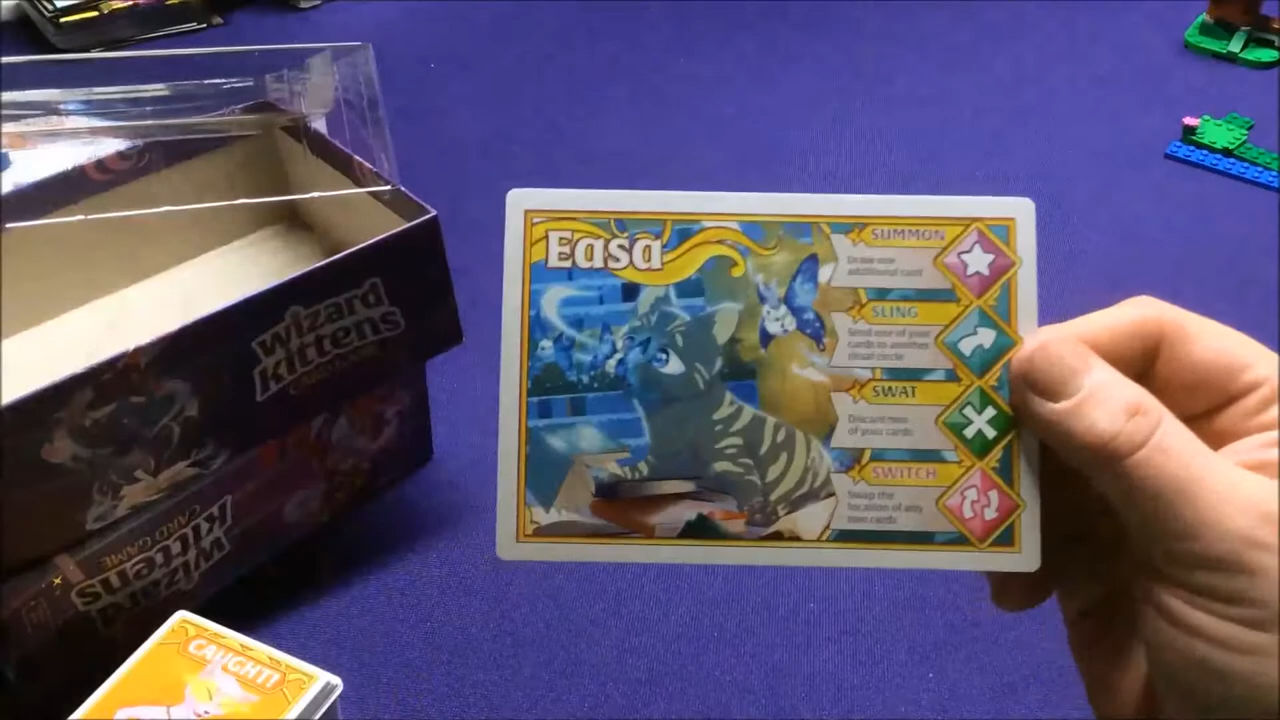 Easa
SUMMON
Draw one
additional card
SLING
Send one of your
cards to another
ritual circle
SWAT
Discard two
of your cards
SWITCH
Swap the
location of any
two cards
Wizard
Kittens
CARD GAME
Wizard
Kittens
CARD GAME
CAUGHT!